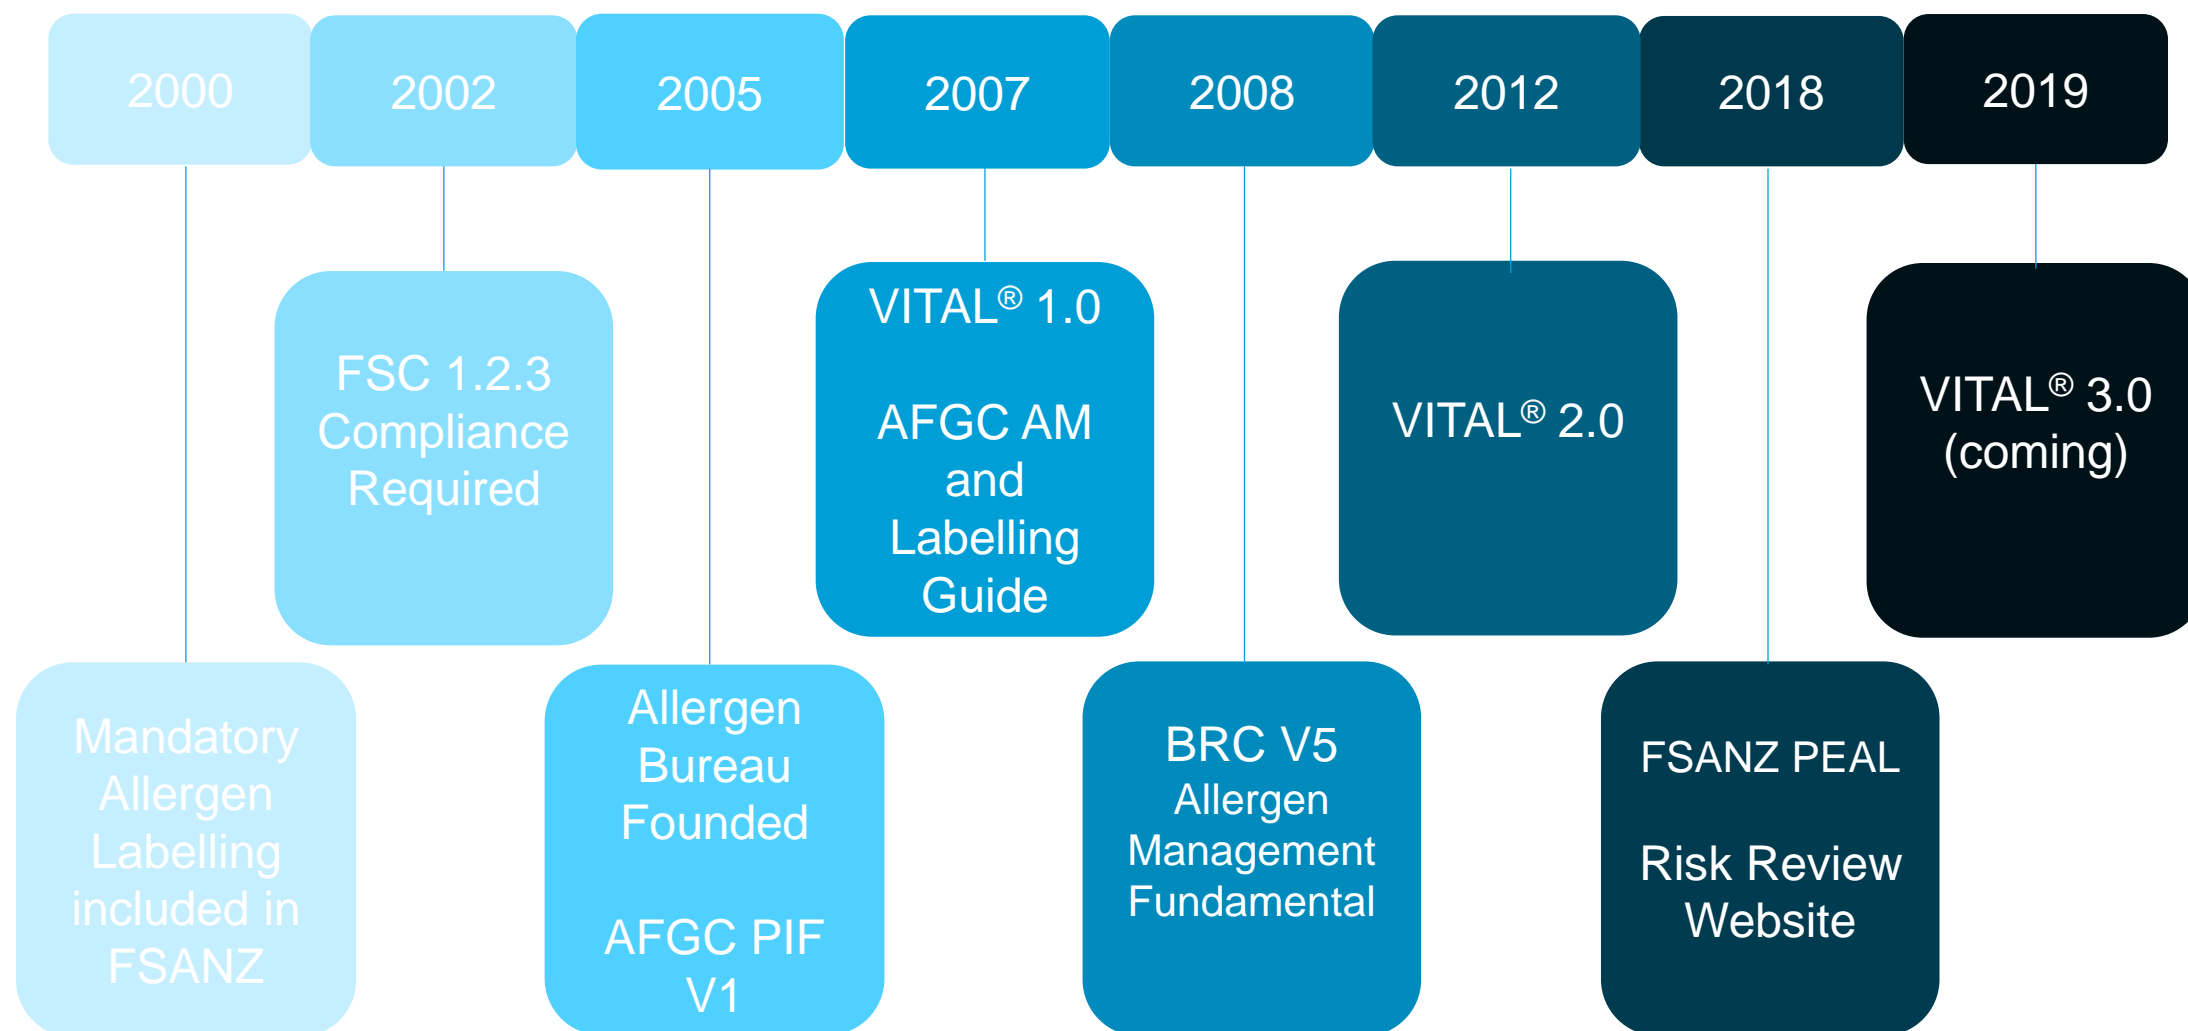 2000
2002
2005
2007
2008
2012
2018
2019
FSC 1.2.3
Compliance
Required
VITAL® 1.0
AFGC AM
and
Labelling
Guide
VITAL® 2.0
VITAL® 3.0
(coming)
Mandatory
Allergen
Labelling
included in
FSANZ
Allergen
Bureau
Founded
AFGC PIF
V1
BRC V5
Allergen
Management
Fundamental
FSANZ PEAL
Risk Review
Website